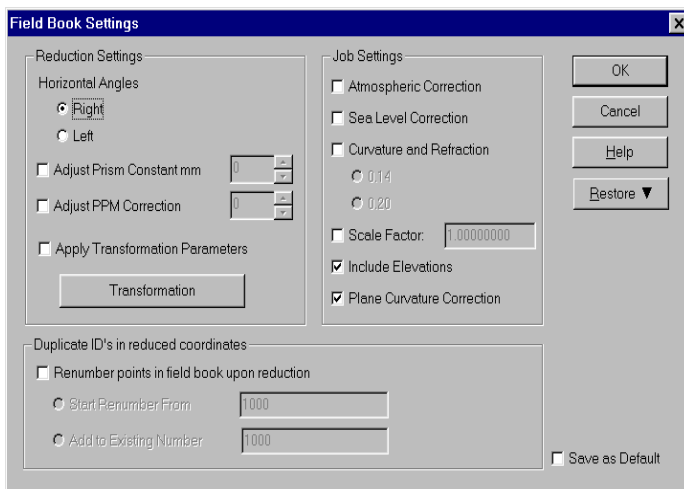 Field Book Settings
Reduction Settings
Horizontal Angles
Right
Left
Adjust Prism Constant mm 0
Adjust PPM Correction 0
Apply Transformation Parameters
Transformation
Job Settings
Atmospheric Correction
Sea Level Correction
Curvature and Refraction
0.14
0.20
Scale Factor: 1.00000000
Include Elevations
Plane Curvature Correction
OK
Cancel
Help
Restore ▼
Duplicate ID's in reduced coordinates
Renumber points in field book upon reduction
Start Renumber From 1000
Add to Existing Number 1000
Save as Default